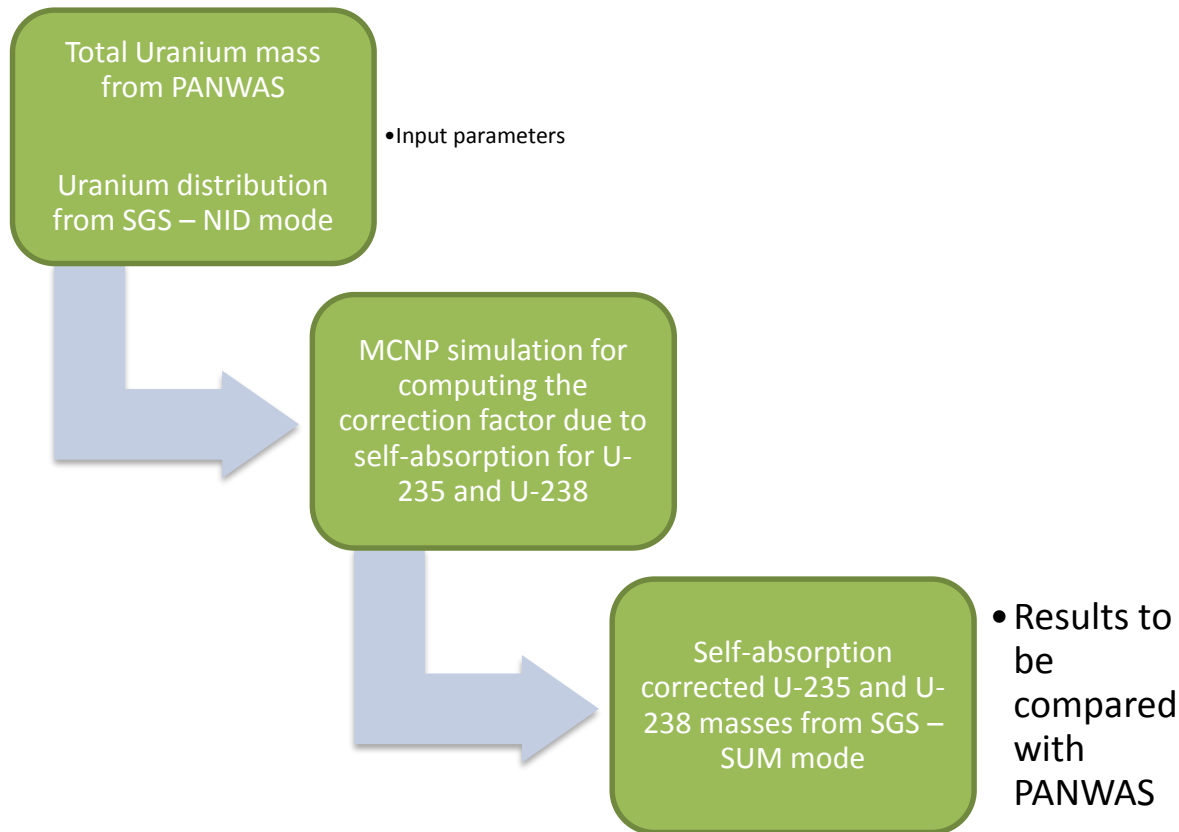 Total Uranium mass
from PANWAS
Uranium distribution
from SGS – NID mode
•Input parameters
MCNP simulation for
computing the
correction factor due to
self-absorption for U-
235 and U-238
Self-absorption
corrected U-235 and U-
238 masses from SGS –
SUM mode
•Results to
be
compared
with
PANWAS